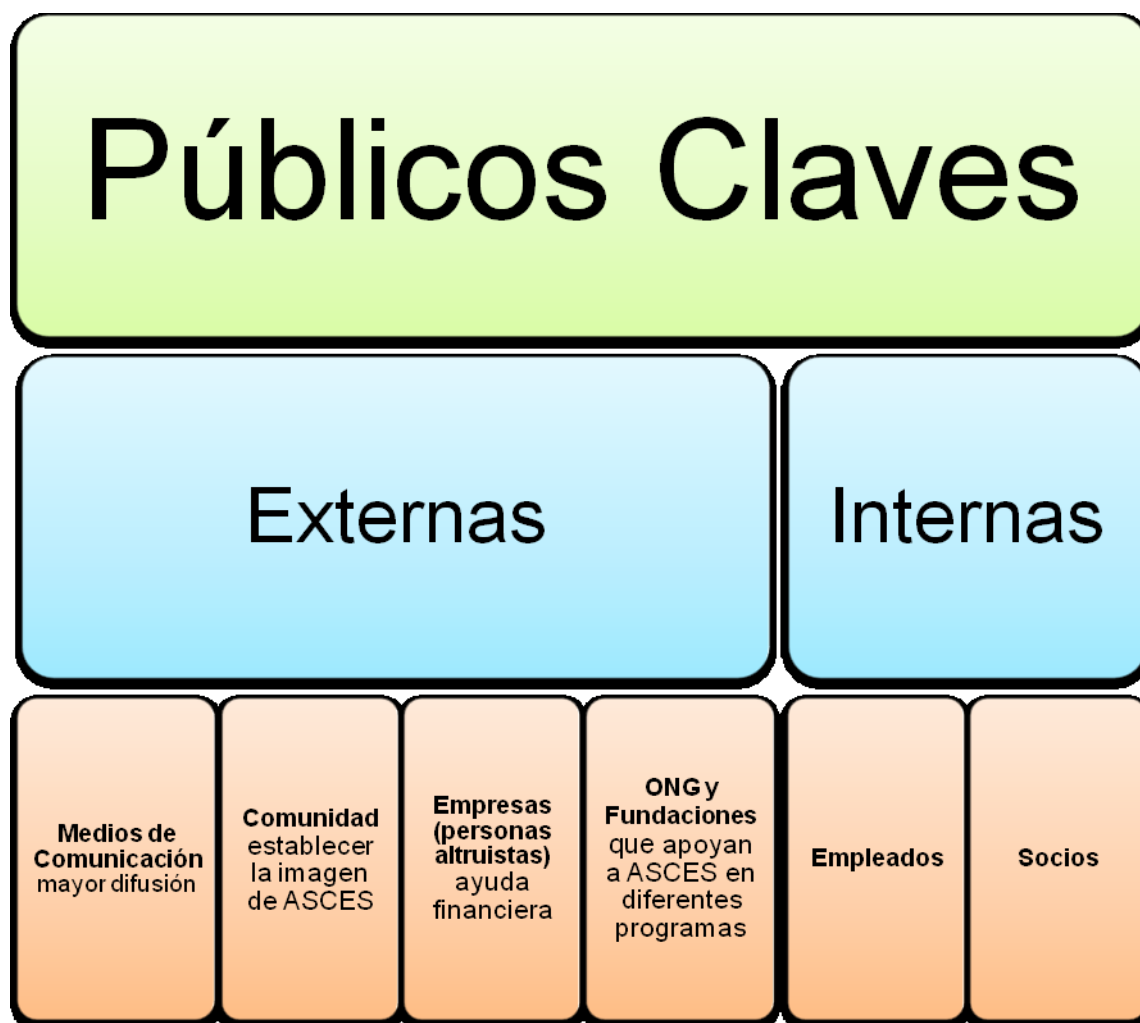 Públicos Claves
Externas
Internas
Medios de
Comunicación
mayor difusión
Comunidad
establecer
la imagen
de ASCES
Empresas
(personas
altruistas)
ayuda
financiera
ONG y
Fundaciones
que apoyan
a ASCES en
diferentes
programas
Empleados
Socios